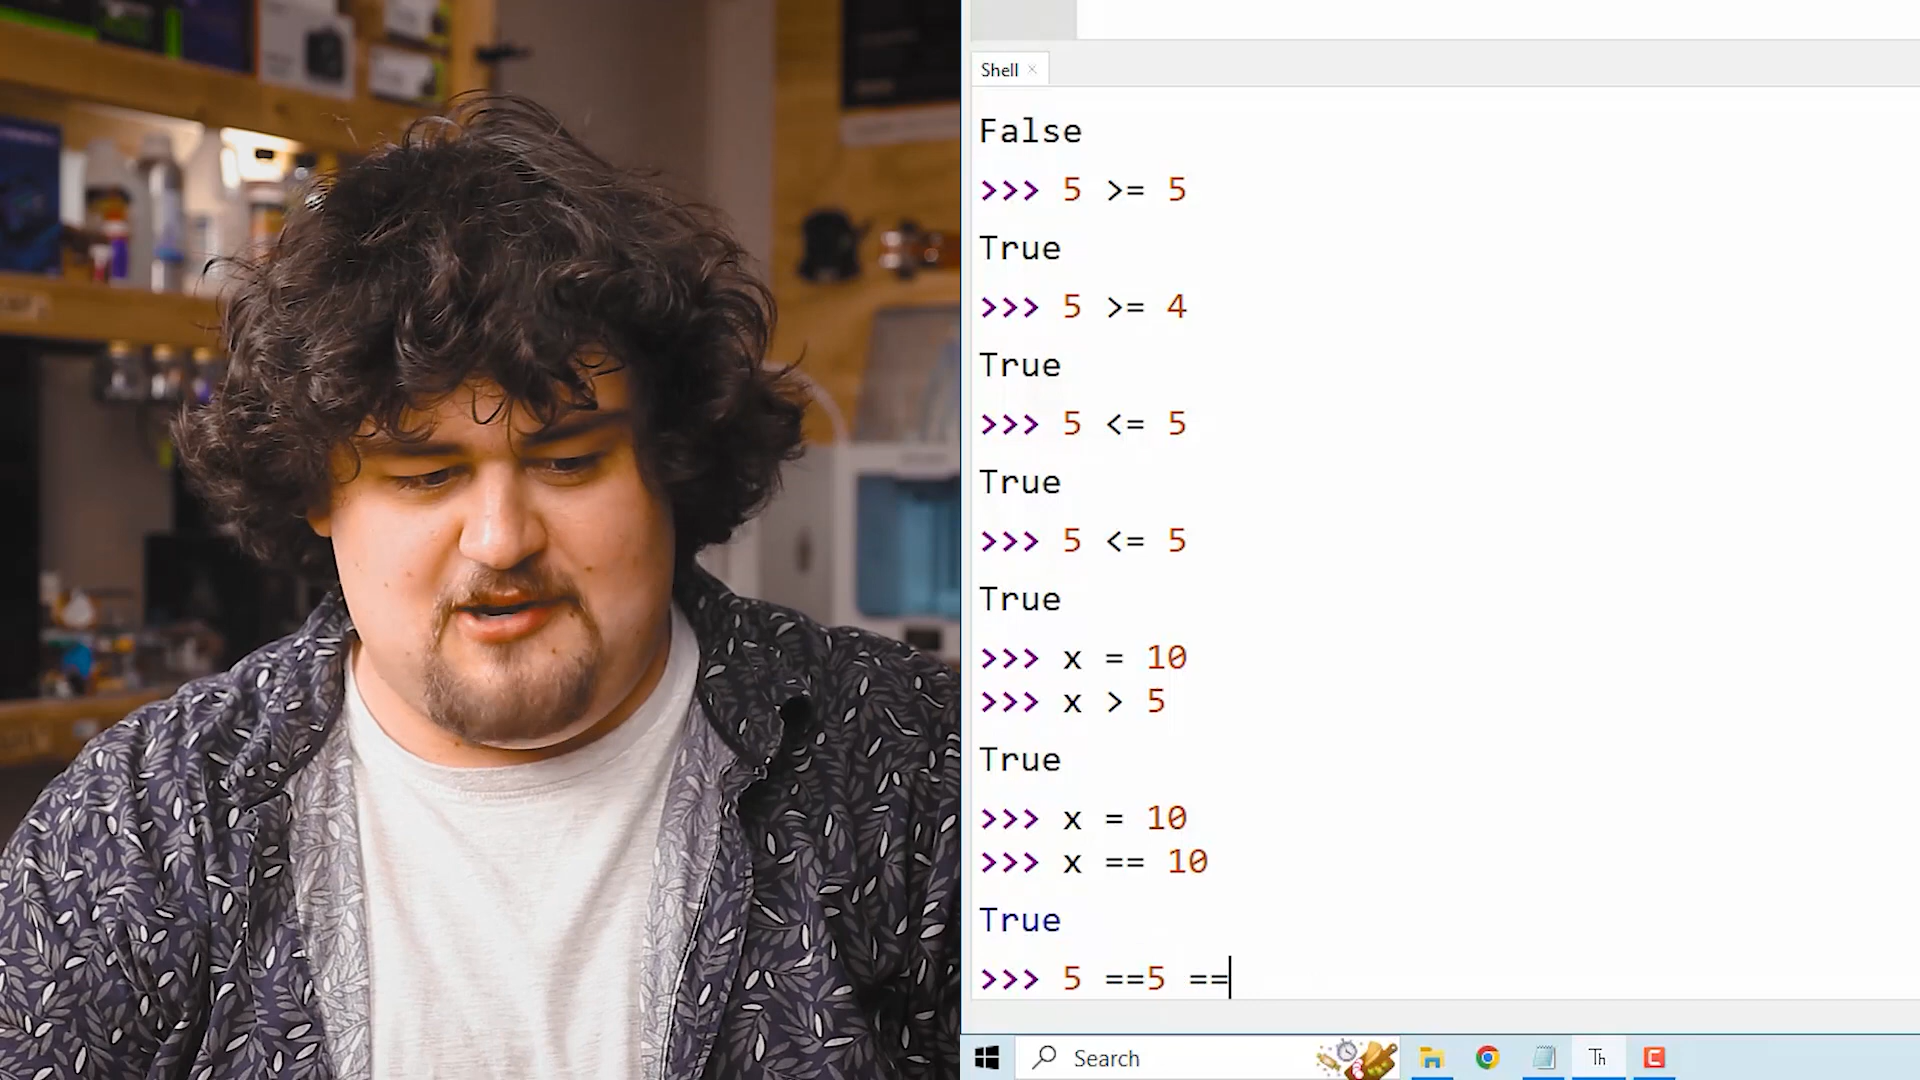 Shell
False
>>> 5 >= 5
True
>>> 5 >= 4
True
>>> 5 <= 5
True
>>> 5 <= 5
True
>>> x = 10
>>> x > 5
True
>>> x = 10
>>> x == 10
True
>>> 5 ==5 ==
Search
Th